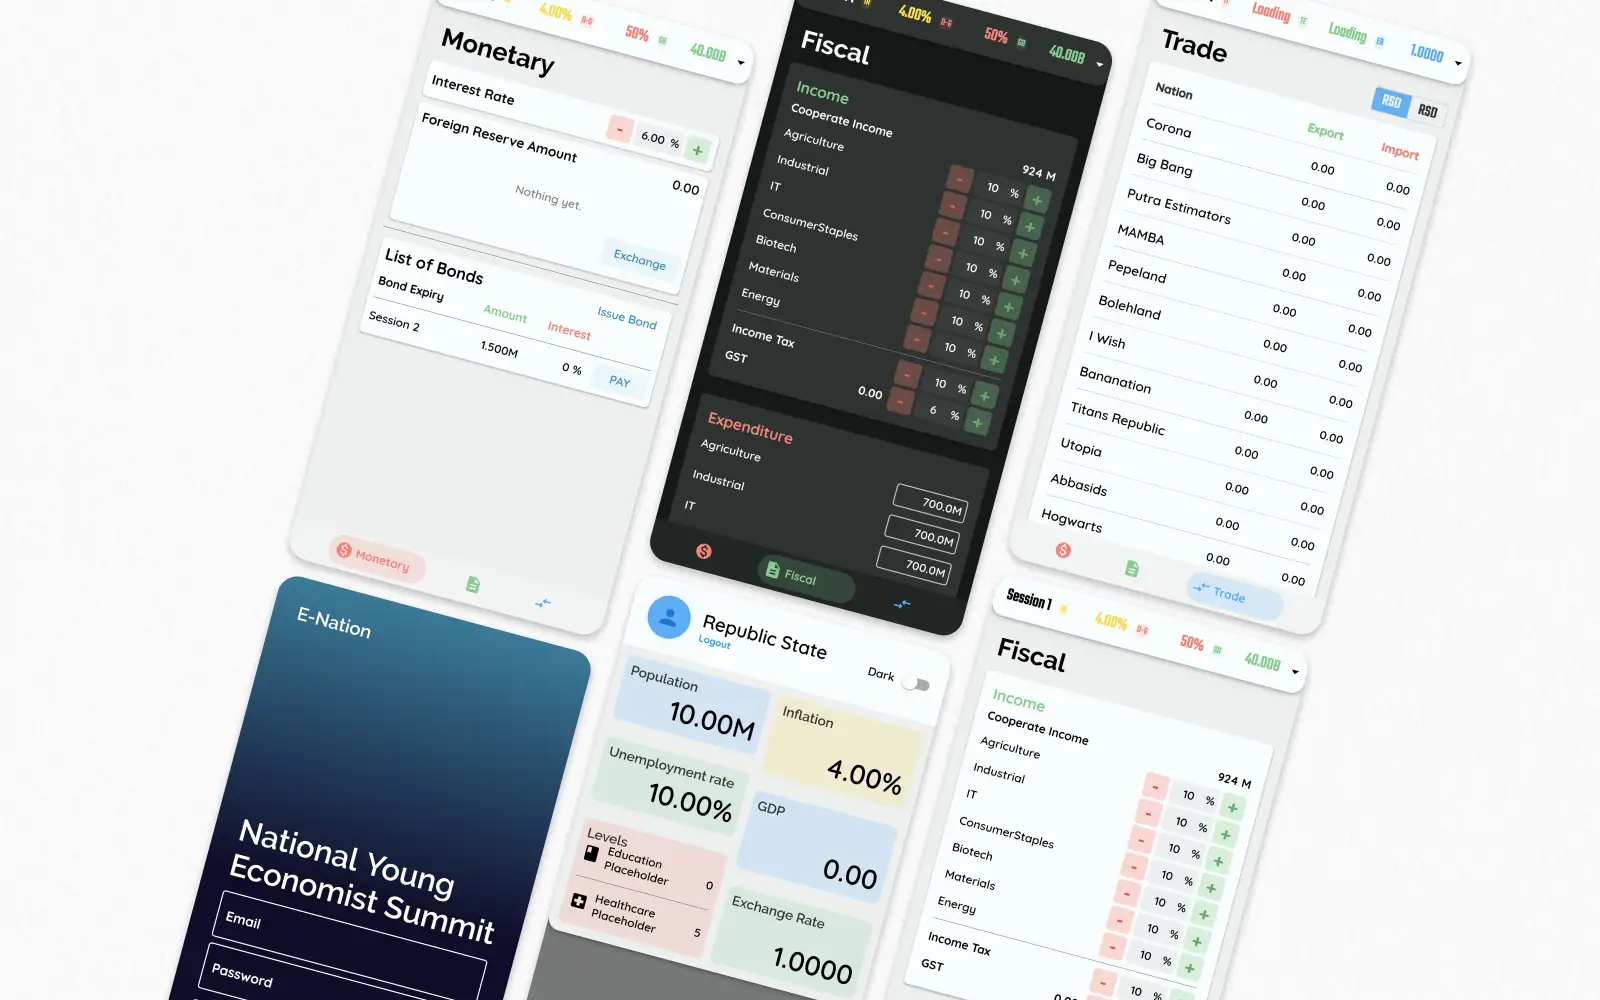 4.00%
D-G
50%
GR
40.00B
Monetary
Interest Rate
- 6.00 % +
Foreign Reserve Amount
0.00
Nothing yet.
Exchange
List of Bonds
Issue Bond
Bond Expiry Amount Interest
Session 2 1.500M 0 % PAY
Monetary
4.00%
D-G
50%
GR
40.00B
Fiscal
Income
Cooperate Income 924 M
Agriculture - 10 % +
Industrial - 10 % +
IT - 10 % +
ConsumerStaples - 10 % +
Biotech - 10 % +
Materials - 10 % +
Energy - 10 % +
Income Tax - 10 % +
GST 0.00 - 6 % +
Expenditure
Agriculture 700.0M
Industrial 700.0M
IT 700.0M
Fiscal
Loading
TE
Loading
ER
1.0000
Trade
RSD RSD
Nation Export Import
Corona 0.00 0.00
Big Bang 0.00 0.00
Putra Estimators 0.00 0.00
MAMBA 0.00 0.00
Pepeland 0.00 0.00
Bolehland 0.00 0.00
I Wish 0.00 0.00
Bananation 0.00 0.00
Titans Republic 0.00 0.00
Utopia 0.00 0.00
Abbasids 0.00 0.00
Hogwarts 0.00 0.00
Trade
E-Nation
National Young
Economist Summit
Email
Password
Republic State
Logout
Dark
Population
10.00M
Inflation
4.00%
Unemployment rate
10.00%
GDP
0.00
Levels
Education
Placeholder 0
Healthcare
Placeholder 5
Exchange Rate
1.0000
Session 1
4.00%
D-G
50%
GR
40.00B
Fiscal
Income
Cooperate Income 924 M
Agriculture - 10 % +
Industrial - 10 % +
IT - 10 % +
ConsumerStaples - 10 % +
Biotech - 10 % +
Materials - 10 % +
Energy - 10 % +
Income Tax - 10 %
GST